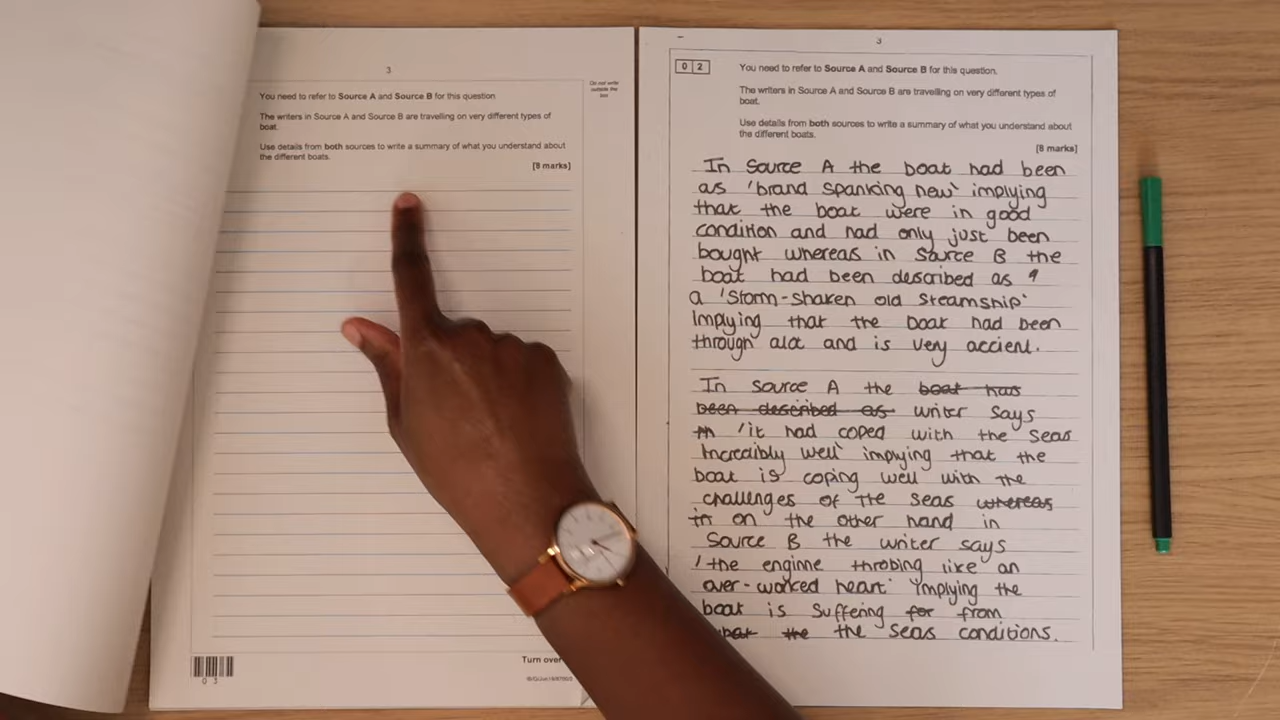 3
You need to refer to Source A and Source B for this question.
The writers in Source A and Source B are travelling on very different types of
boat.
Use details from both sources to write a summary of what you understand about
the different boats.
[8 marks]
Do not write
outside the
box
Turn over
0 3
3
0 2
You need to refer to Source A and Source B for this question.
The writers in Source A and Source B are travelling on very different types of
boat.
Use details from both sources to write a summary of what you understand about
the different boats.
[8 marks]
In Source A the boat had been
as 'brand spanking new' implying
that the boat were in good
condition and had only just been
bought whereas in Source B the
boat had been described as
a 'storm-shaken old steamship'
implying that the boat had been
through alot and is very accient.
In Source A the boat has
been described as writer says
'it had coped with the seas
incredibly well' implying that the
boat is coping well with the
challenges of the seas whereas
in on the other hand in
Source B the writer says
'the enginne throbing like an
over-worked heart' implying the
boat is suffering for from
the the seas conditions.